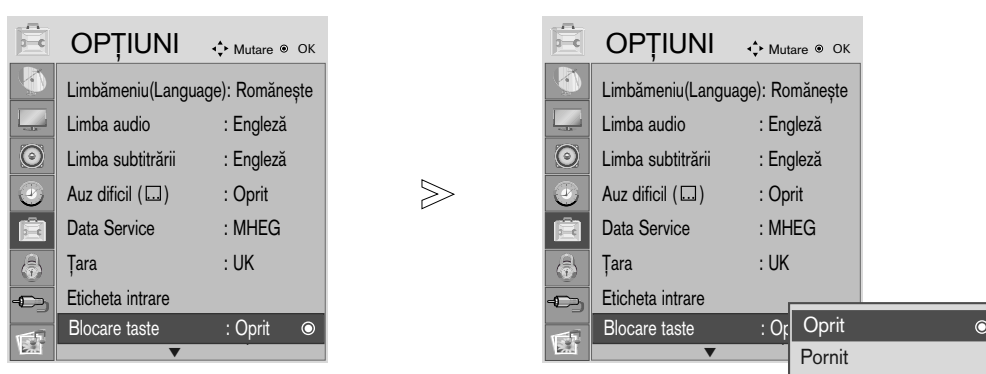 OPȚIUNI Mutare OK
Limbămeniu(Language): Românește
Limba audio : Engleză
Limba subtitrării : Engleză
Auz dificil ( ) : Oprit
Data Service : MHEG
Țara : UK
Eticheta intrare
Blocare taste : Oprit
OPȚIUNI Mutare OK
Limbămeniu(Language): Românește
Limba audio : Engleză
Limba subtitrării : Engleză
Auz dificil ( ) : Oprit
Data Service : MHEG
Țara : UK
Eticheta intrare
Blocare taste : Op
Oprit
Pornit